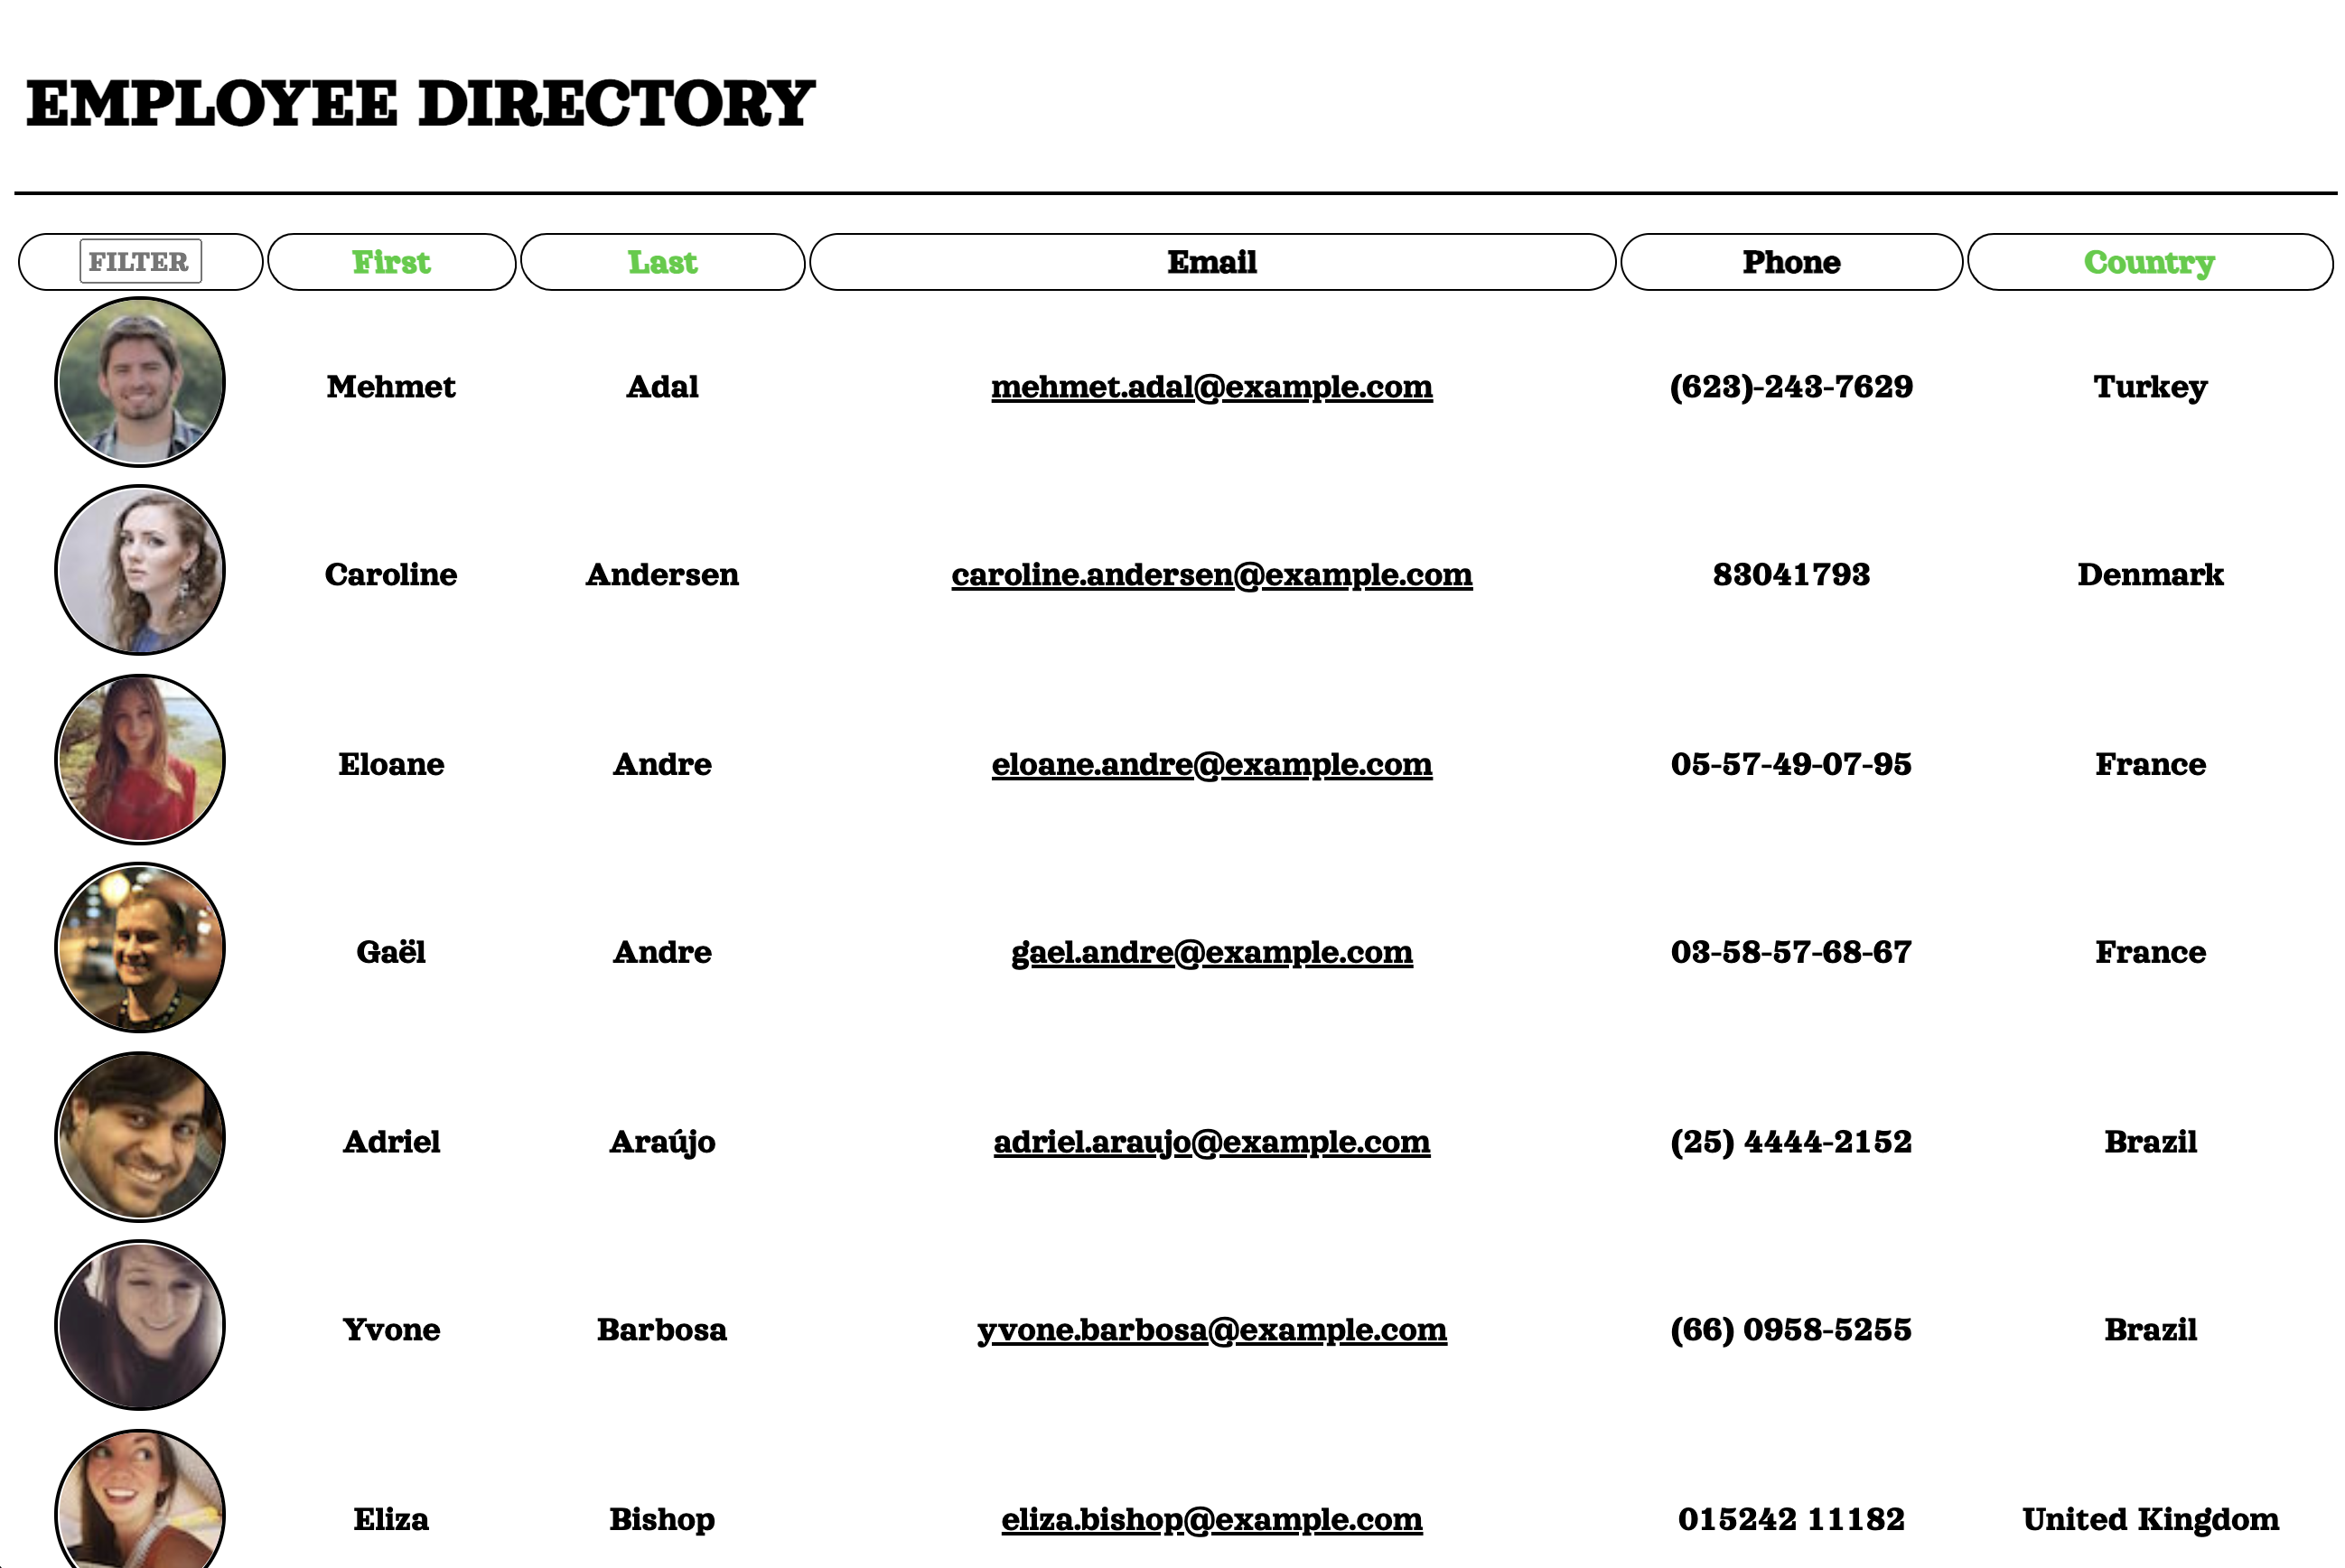 EMPLOYEE DIRECTORY
FILTER First Last Email Phone Country
Mehmet Adal mehmet.adal@example.com (623)-243-7629 Turkey
Caroline Andersen caroline.andersen@example.com 83041793 Denmark
Eloane Andre eloane.andre@example.com 05-57-49-07-95 France
Gaël Andre gael.andre@example.com 03-58-57-68-67 France
Adriel Araújo adriel.araujo@example.com (25) 4444-2152 Brazil
Yvone Barbosa yvone.barbosa@example.com (66) 0958-5255 Brazil
Eliza Bishop eliza.bishop@example.com 015242 11182 United Kingdom